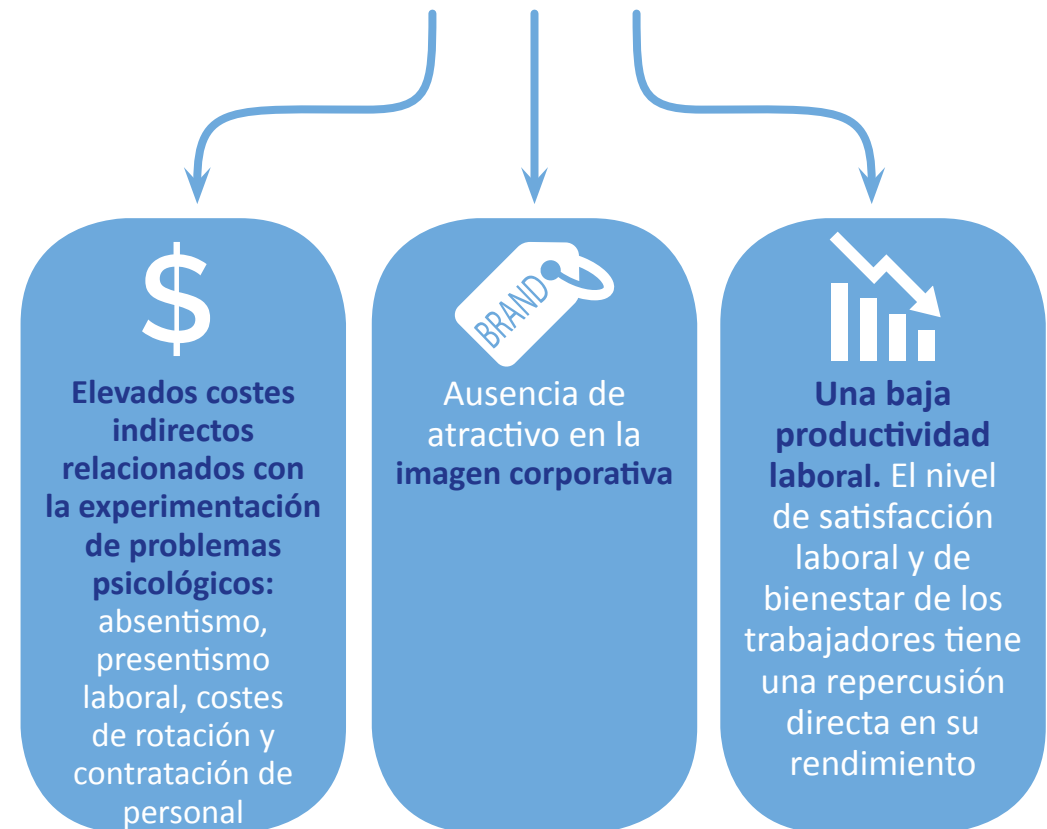 $
Elevados costes
indirectos
relacionados con
la experimentación
de problemas
psicológicos:
absentismo,
presentismo
laboral, costes
de rotación y
contratación de
personal
BRAND
Ausencia de
atractivo en la
imagen corporativa
Una baja
productividad
laboral. El nivel
de satisfacción
laboral y de
bienestar de los
trabajadores tiene
una repercusión
directa en su
rendimiento